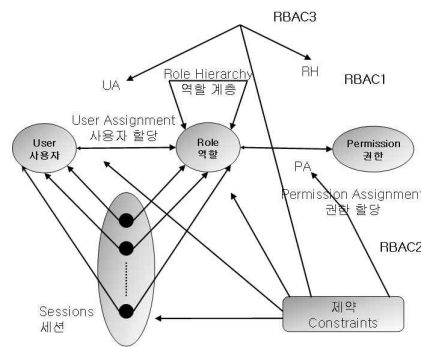 RBAC3
UA
Role Hierarchy
역할 계층
RH
RBAC1
User Assignment
사용자 할당
User
사용자
Role
역할
Permission
권한
PA
Permission Assignment
권한 할당
RBAC2
Sessions
세션
제약
Constraints